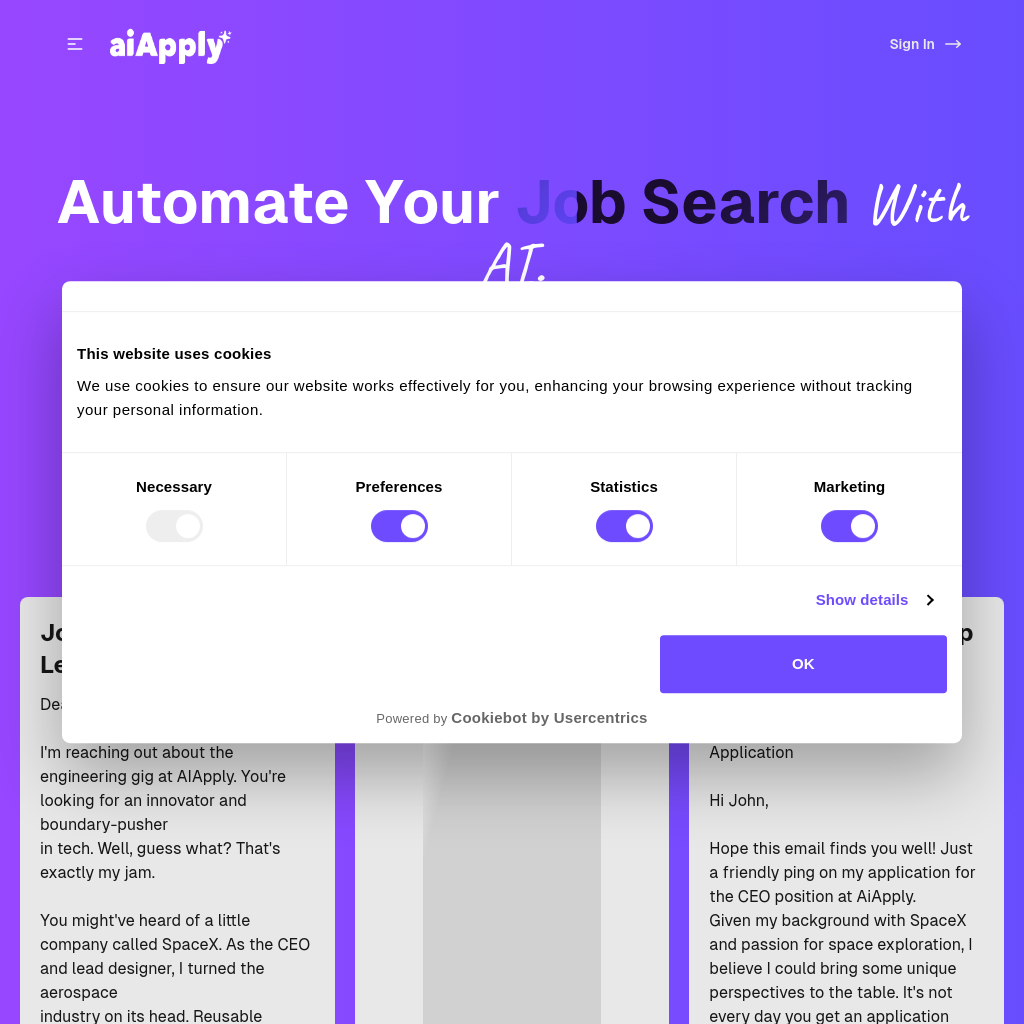 aiApply
Sign In
Automate Your Job Search With
AI.
This website uses cookies
We use cookies to ensure our website works effectively for you, enhancing your browsing experience without tracking
your personal information.
Necessary
Preferences
Statistics
Marketing
Show details
OK
Powered by Cookiebot by Usercentrics
I'm reaching out about the
engineering gig at AIApply. You're
looking for an innovator and
boundary-pusher
in tech. Well, guess what? That's
exactly my jam.
You might've heard of a little
company called SpaceX. As the CEO
and lead designer, I turned the
aerospace
industry on its head. Reusable
Application
Hi John,
Hope this email finds you well! Just
a friendly ping on my application for
the CEO position at AiApply.
Given my background with SpaceX
and passion for space exploration, I
believe I could bring some unique
perspectives to the table. It's not
every day you get an application